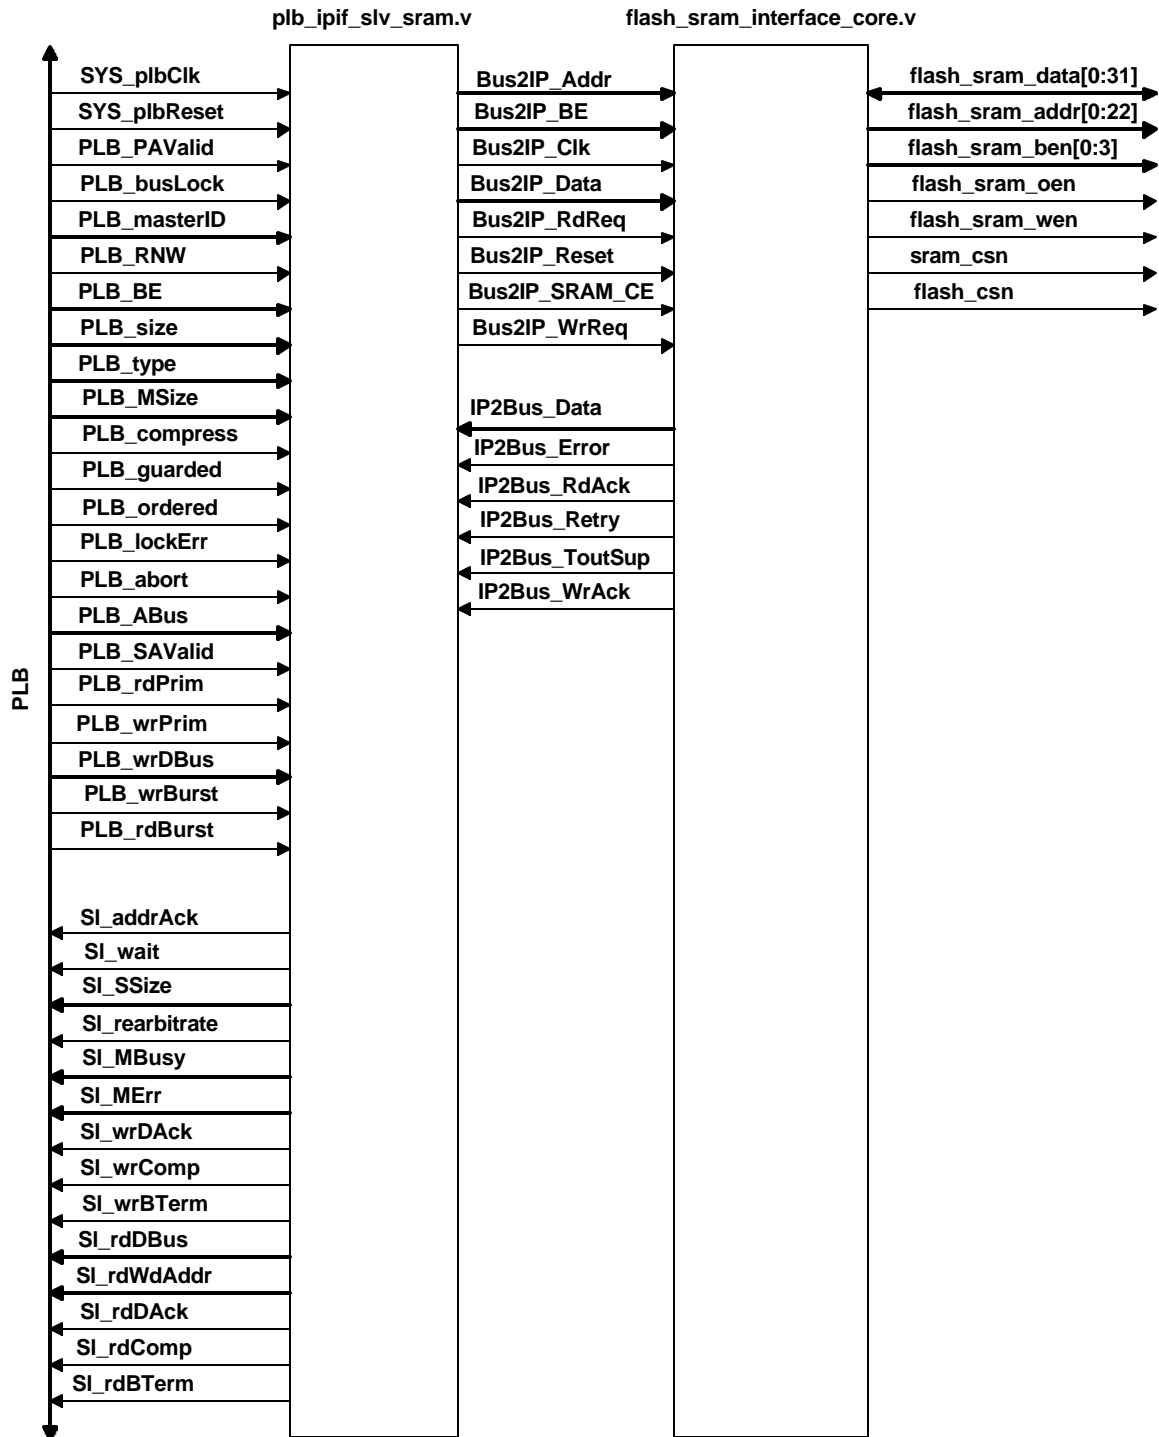 plb_ipif_slv_sram.v
flash_sram_interface_core.v
PLB
SYS_plbClk
SYS_plbReset
PLB_PAValid
PLB_busLock
PLB_masterID
PLB_RNW
PLB_BE
PLB_size
PLB_type
PLB_MSize
PLB_compress
PLB_guarded
PLB_ordered
PLB_lockErr
PLB_abort
PLB_ABus
PLB_SAValid
PLB_rdPrim
PLB_wrPrim
PLB_wrDBus
PLB_wrBurst
PLB_rdBurst
Sl_addrAck
Sl_wait
Sl_SSize
Sl_rearbitrate
Sl_MBusy
Sl_MErr
Sl_wrDAck
Sl_wrComp
Sl_wrBTerm
Sl_rdDBus
Sl_rdWdAddr
Sl_rdDAck
Sl_rdComp
Sl_rdBTerm
Bus2IP_Addr
Bus2IP_BE
Bus2IP_Clk
Bus2IP_Data
Bus2IP_RdReq
Bus2IP_Reset
Bus2IP_SRAM_CE
Bus2IP_WrReq
IP2Bus_Data
IP2Bus_Error
IP2Bus_RdAck
IP2Bus_Retry
IP2Bus_ToutSup
IP2Bus_WrAck
flash_sram_data[0:31]
flash_sram_addr[0:22]
flash_sram_ben[0:3]
flash_sram_oen
flash_sram_wen
sram_csn
flash_csn